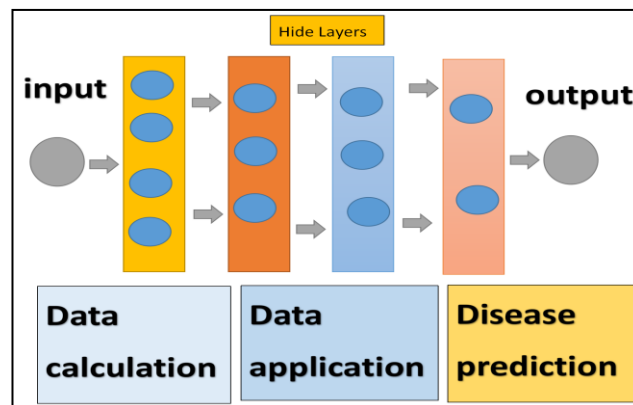 Hide Layers
input
output
Data
calculation
Data
application
Disease
prediction